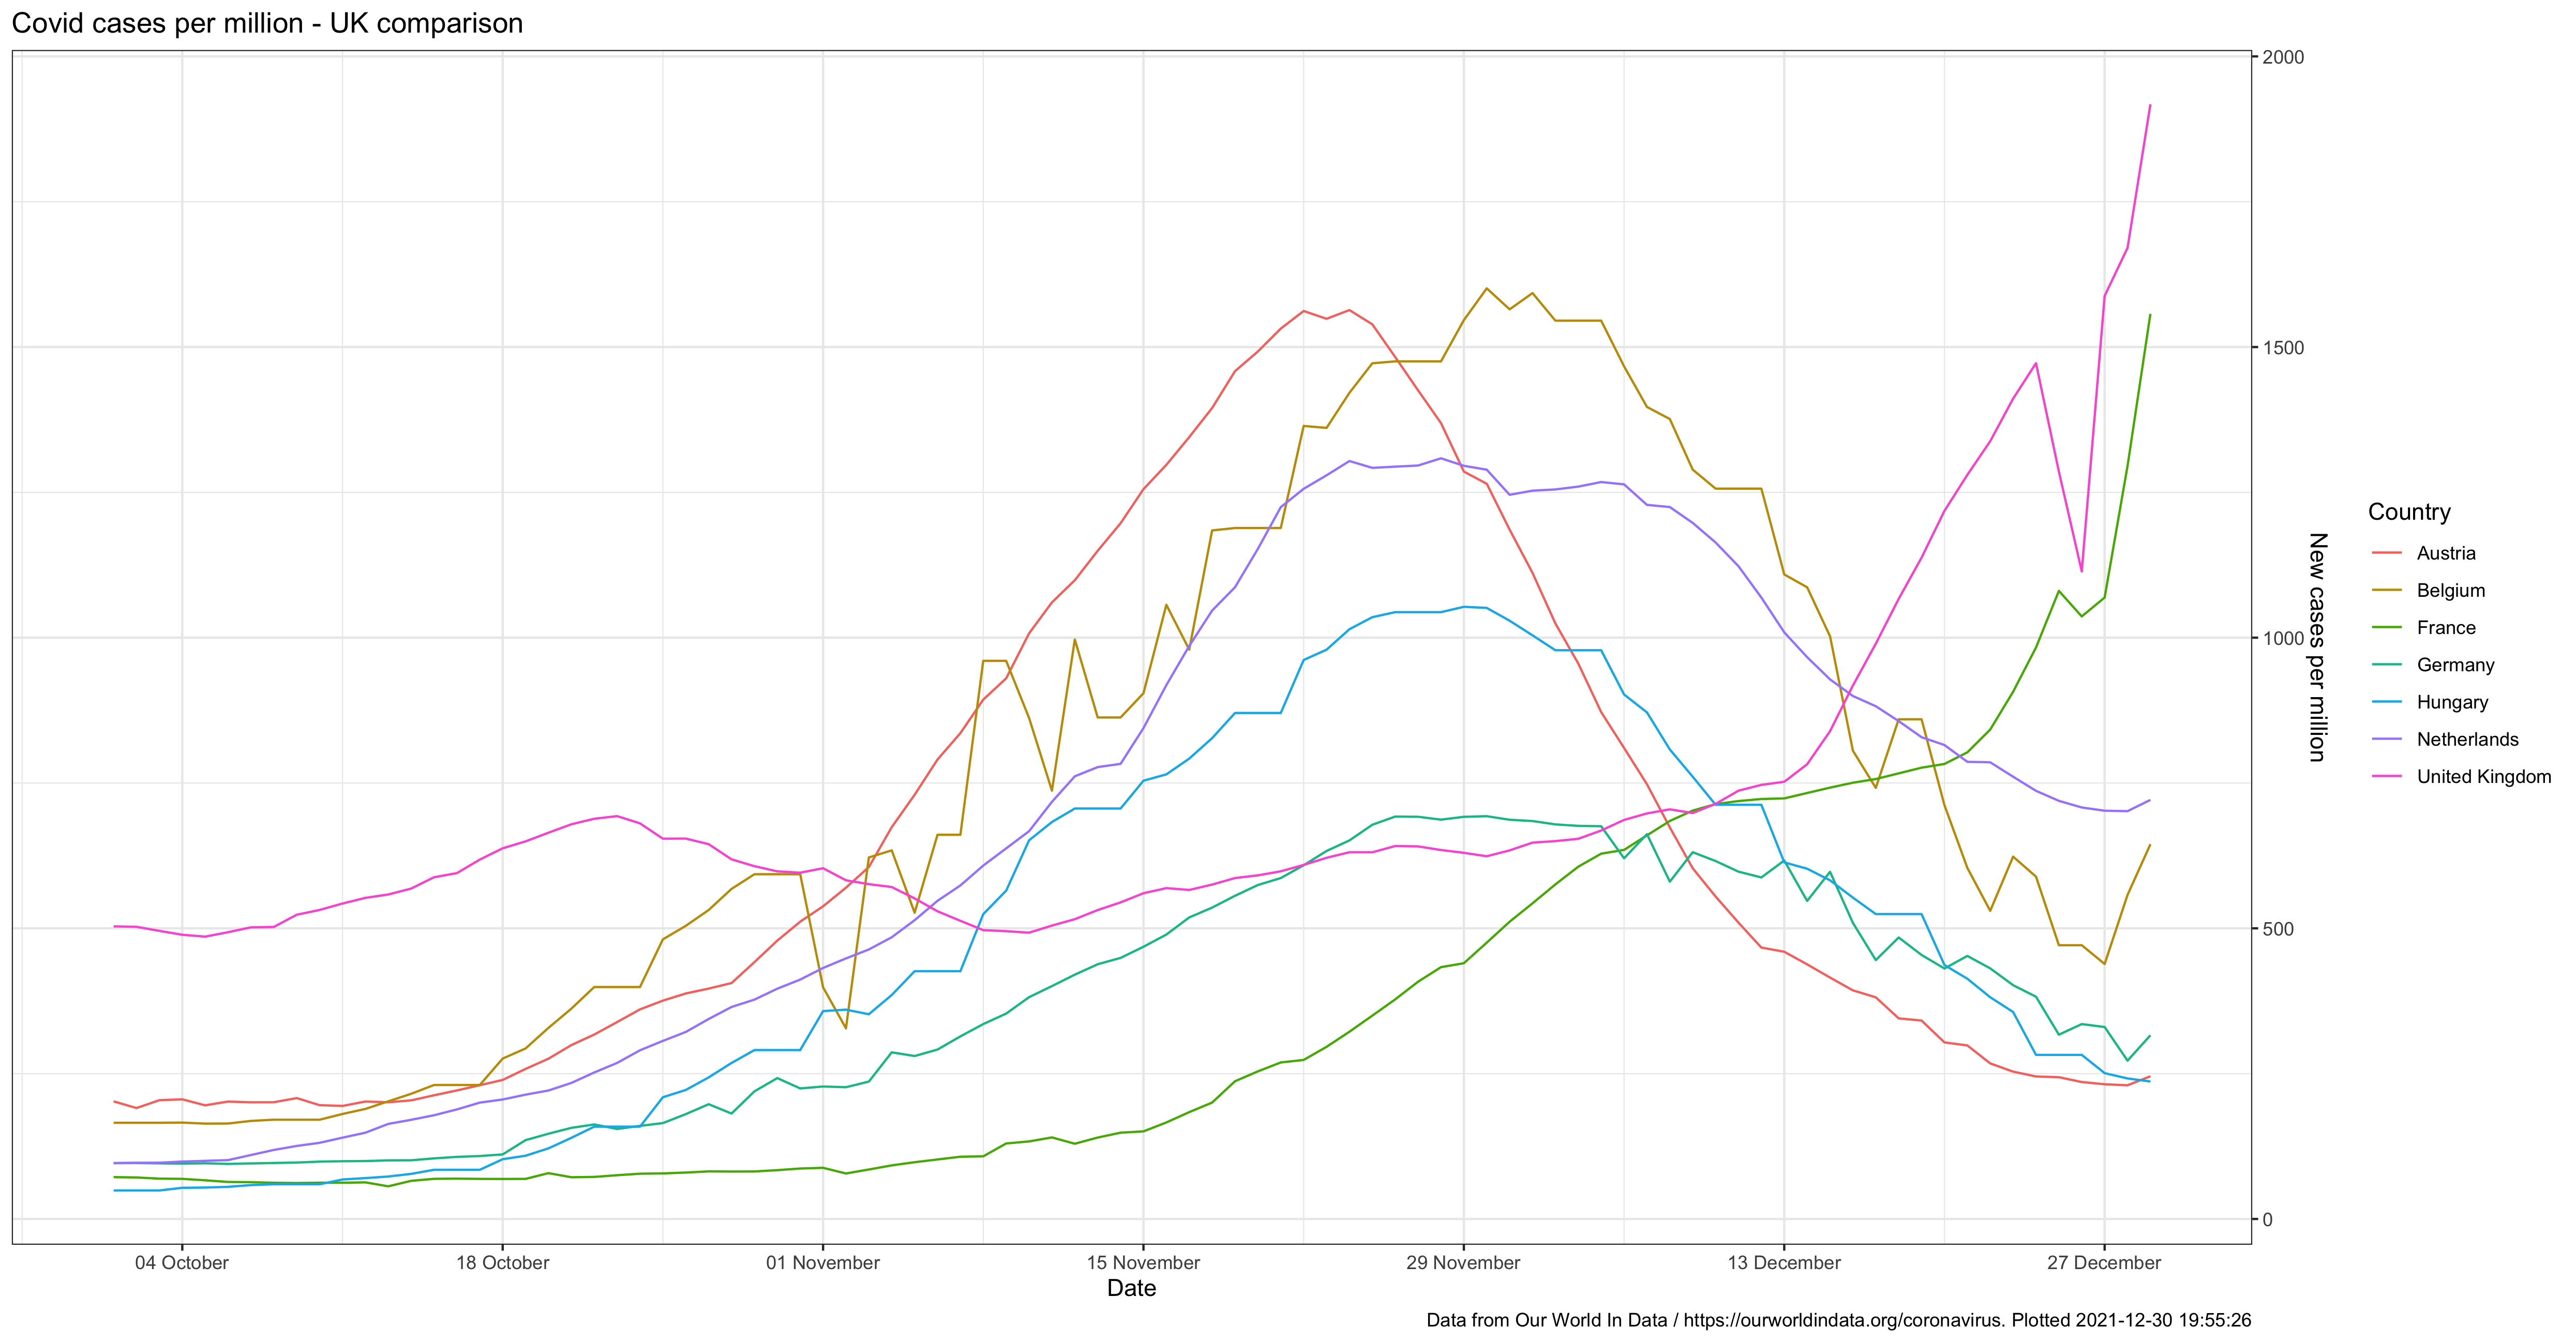 Covid cases per million - UK comparison
2000
1500
1000
500
0
New cases per million
04 October
18 October
01 November
15 November
29 November
13 December
27 December
Date
Country
Austria
Belgium
France
Germany
Hungary
Netherlands
United Kingdom
Data from Our World In Data / https://ourworldindata.org/coronavirus. Plotted 2021-12-30 19:55:26